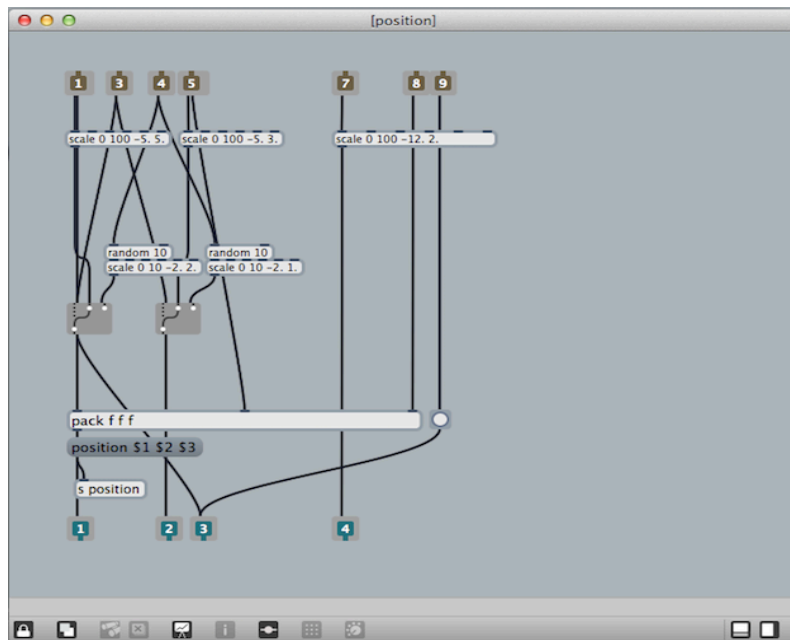 [position]
1 3 4 5 7 8 9
scale 0 100 -5. 5. scale 0 100 -5. 3. scale 0 100 -12. 2.
random 10 random 10
scale 0 10 -2. 2. scale 0 10 -2. 1.
pack f f f
position $1 $2 $3
s position
1 2 3 4